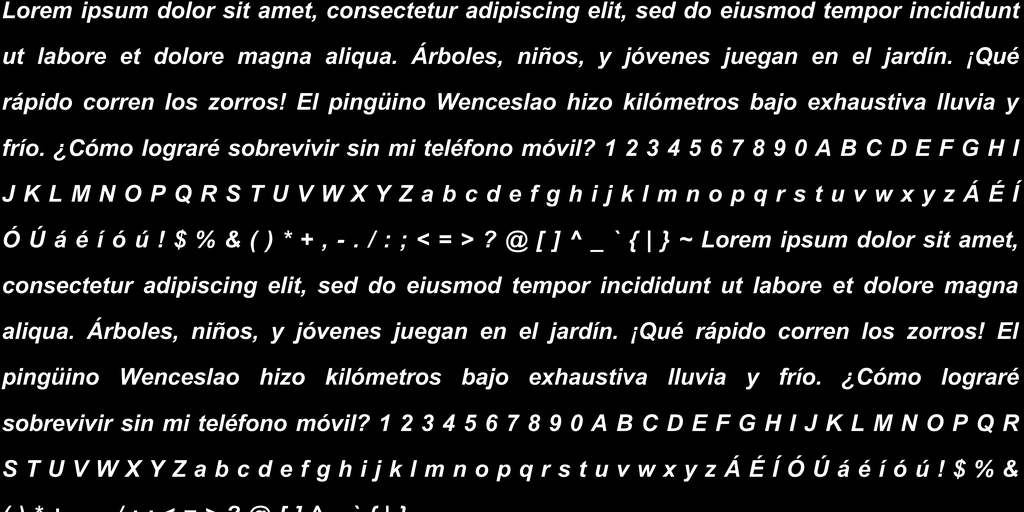 Lorem ipsum dolor sit amet, consectetur adipiscing elit, sed do eiusmod tempor incididunt
ut labore et dolore magna aliqua. Árboles, niños, y jóvenes juegan en el jardín. ¡Qué
rápido corren los zorros! El pingüino Wenceslao hizo kilómetros bajo exhaustiva lluvia y
frío. ¿Cómo lograré sobrevivir sin mi teléfono móvil? 1 2 3 4 5 6 7 8 9 0 A B C D E F G H I
J K L M N O P Q R S T U V W X Y Z a b c d e f g h i j k l m n o p q r s t u v w x y z Á É Í
Ó Ú á é í ó ú ! $ % & ( ) * + , - . / : ; < = > ? @ [ ] ^ _ ` { | } ~ Lorem ipsum dolor sit amet,
consectetur adipiscing elit, sed do eiusmod tempor incididunt ut labore et dolore magna
aliqua. Árboles, niños, y jóvenes juegan en el jardín. ¡Qué rápido corren los zorros! El
pingüino Wenceslao hizo kilómetros bajo exhaustiva lluvia y frío. ¿Cómo lograré
sobrevivir sin mi teléfono móvil? 1 2 3 4 5 6 7 8 9 0 A B C D E F G H I J K L M N O P Q R
S T U V W X Y Z a b c d e f g h i j k l m n o p q r s t u v w x y z Á É Í Ó Ú á é í ó ú ! $ % &
( ) * + / : ; < = > ? @ [ ] ^ ` { | }